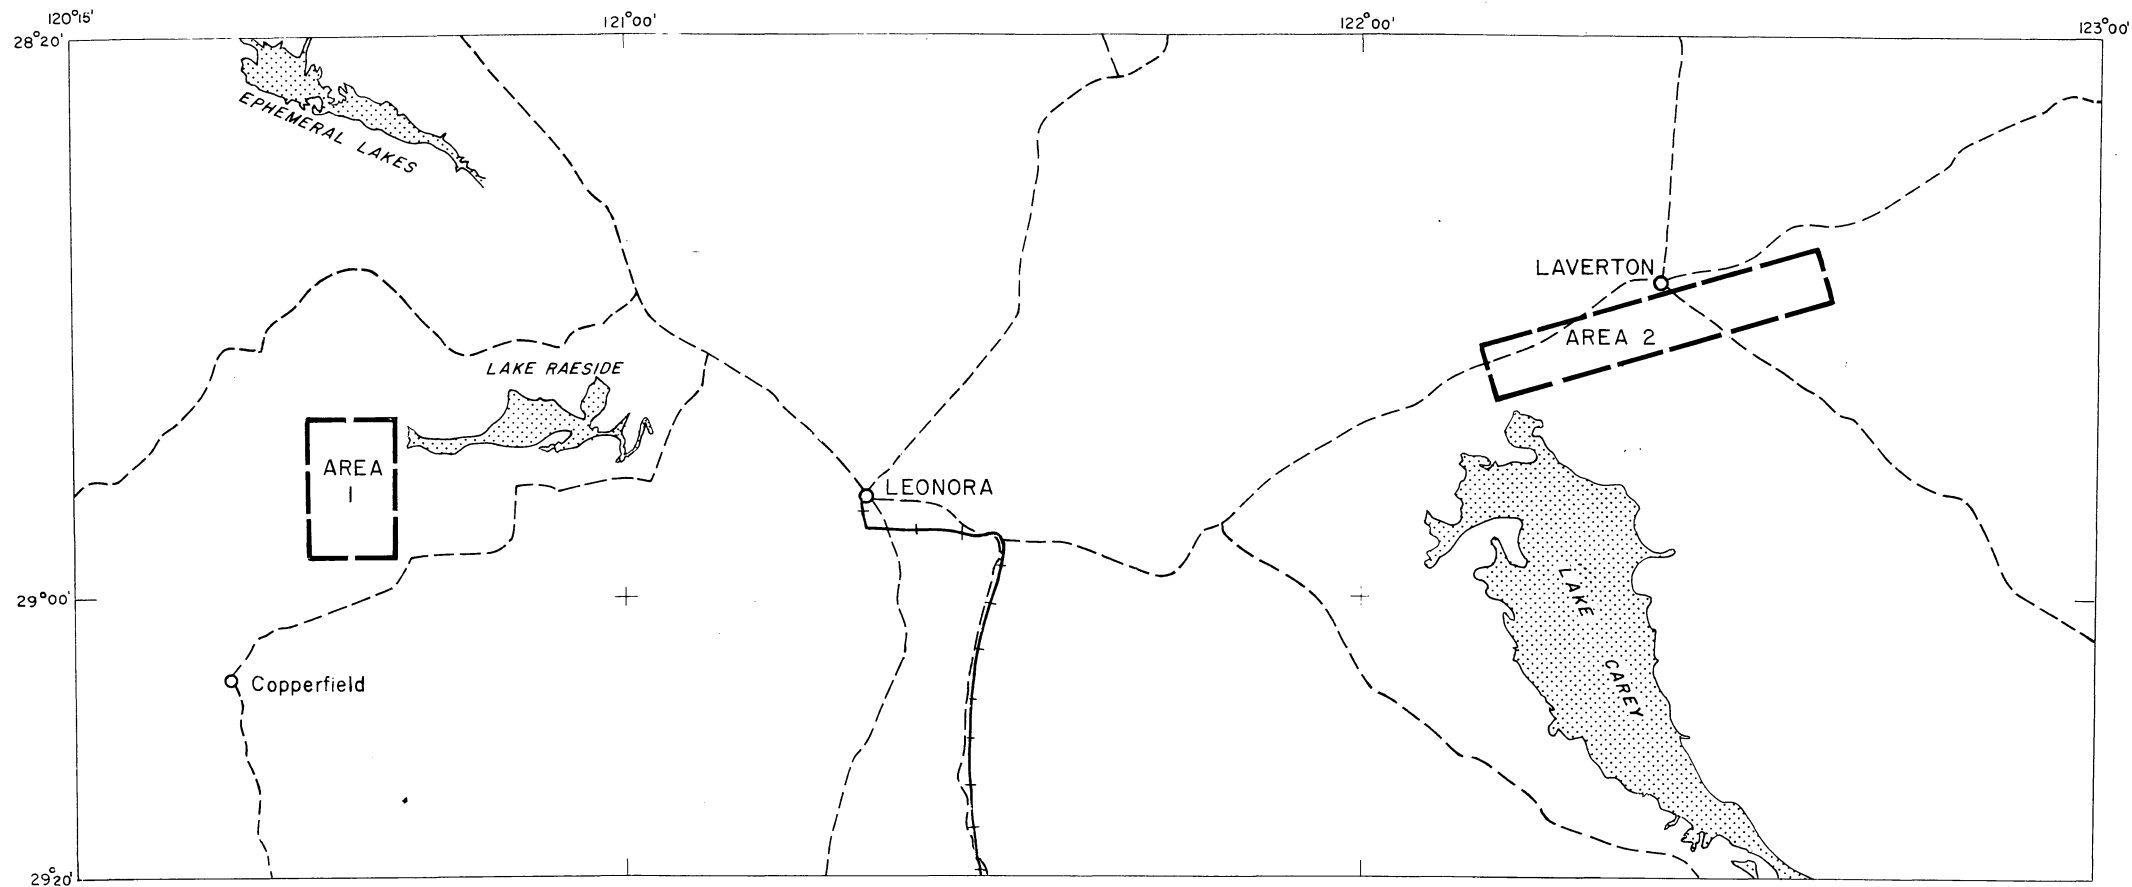 120°15'
121°00'
122°00'
123°00'
28°20'
EPHEMERAL LAKES
LAVERTON
AREA 2
LAKE RAESIDE
AREA
1
LEONORA
29°00'
LAKE
CAREY
Copperfield
29°20'